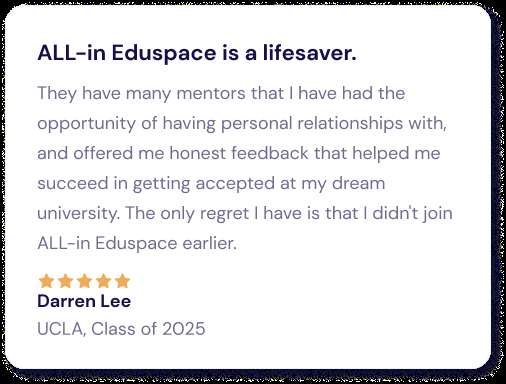 ALL-in Eduspace is a lifesaver.
They have many mentors that I have had the
opportunity of having personal relationships with,
and offered me honest feedback that helped me
succeed in getting accepted at my dream
university. The only regret I have is that I didn't join
ALL-in Eduspace earlier.
Darren Lee
UCLA, Class of 2025